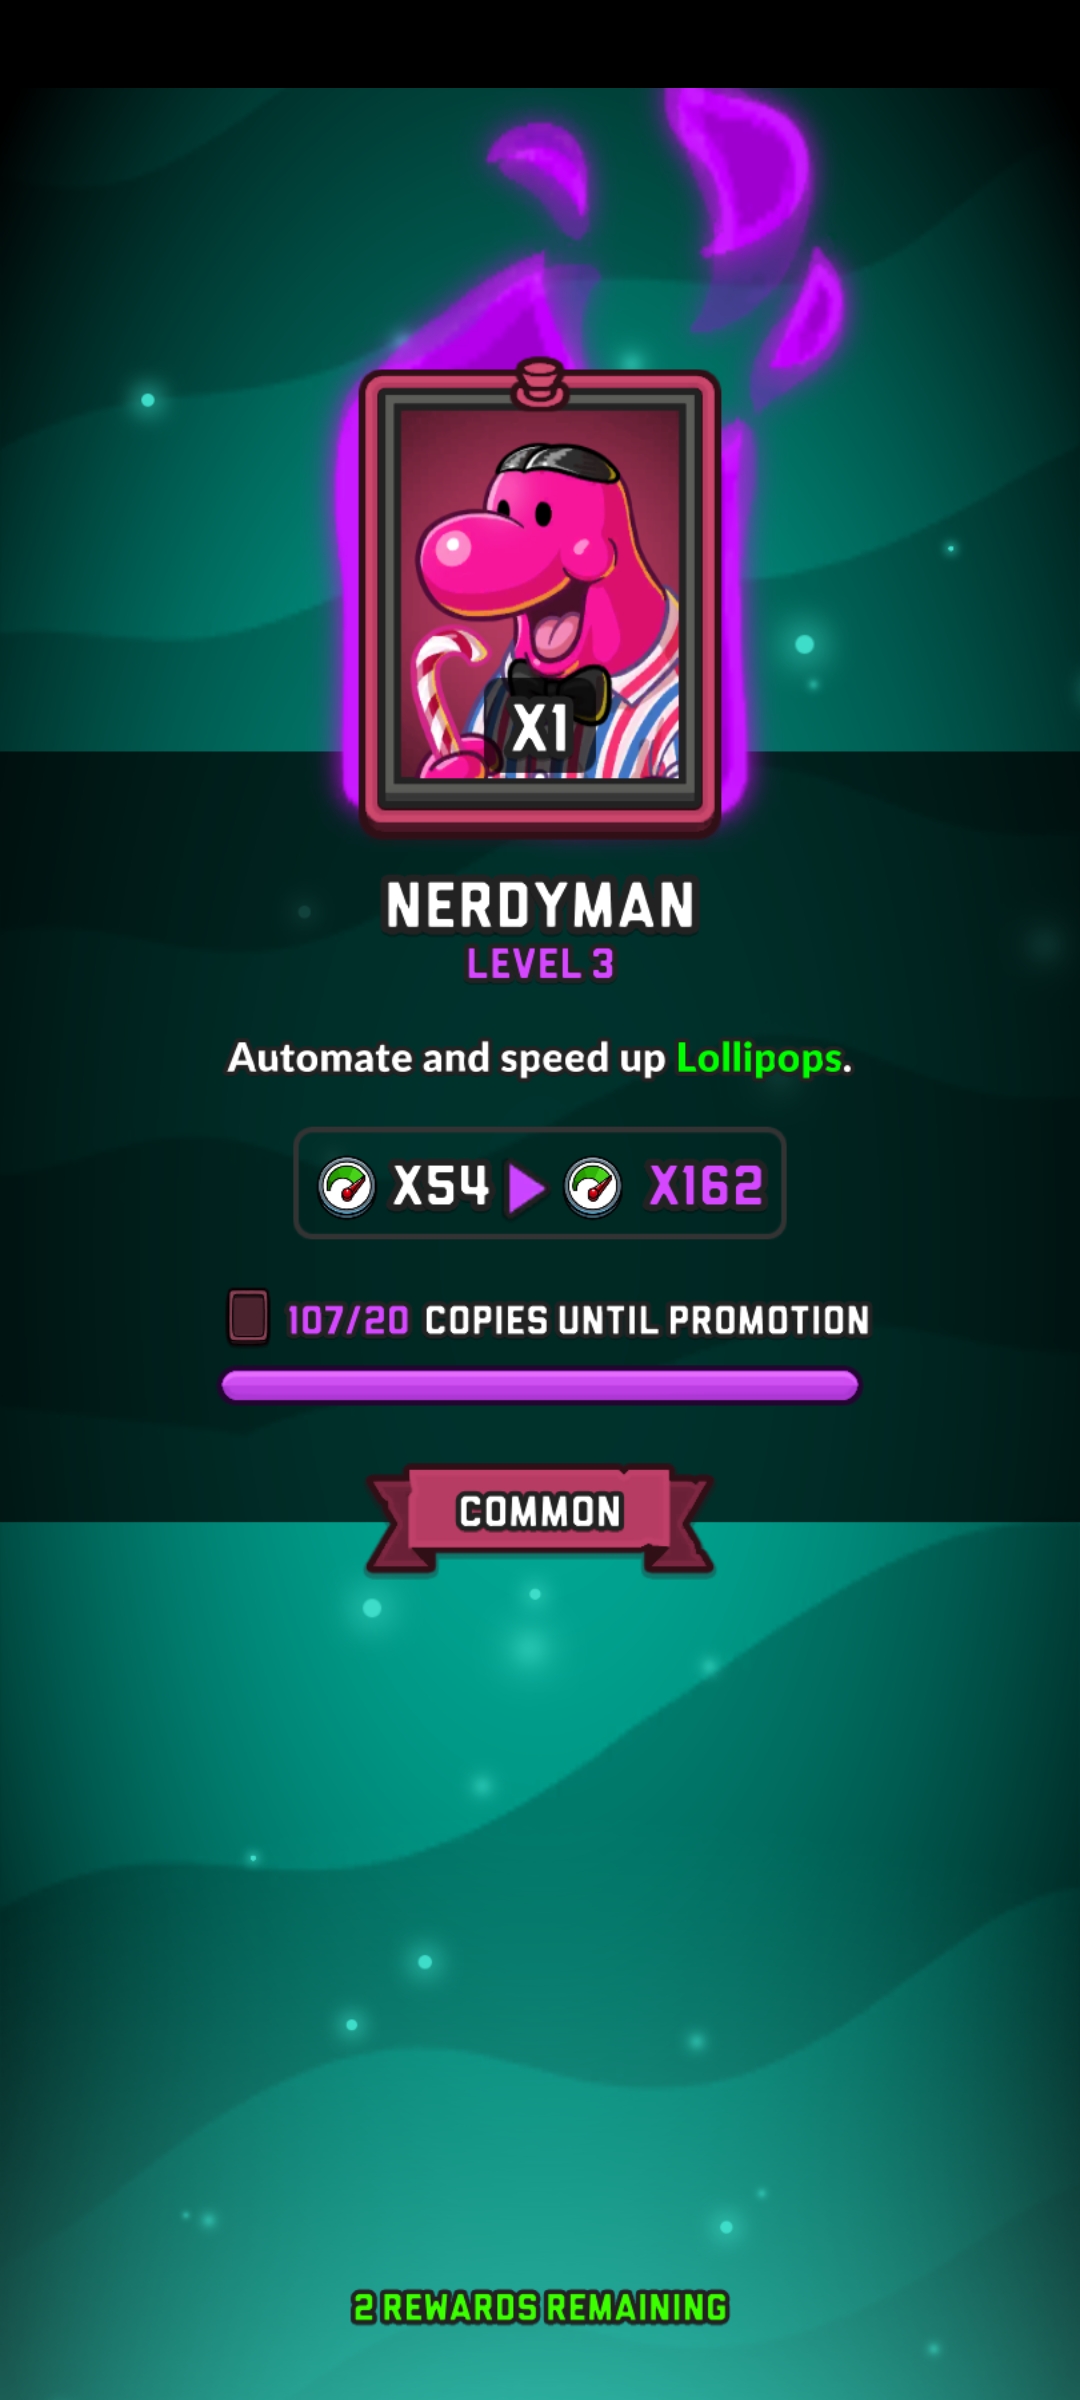 X1
NERDYMAN
LEVEL 3
Automate and speed up Lollipops.
X54 X162
107/20 COPIES UNTIL PROMOTION
COMMON
2 REWARDS REMAINING